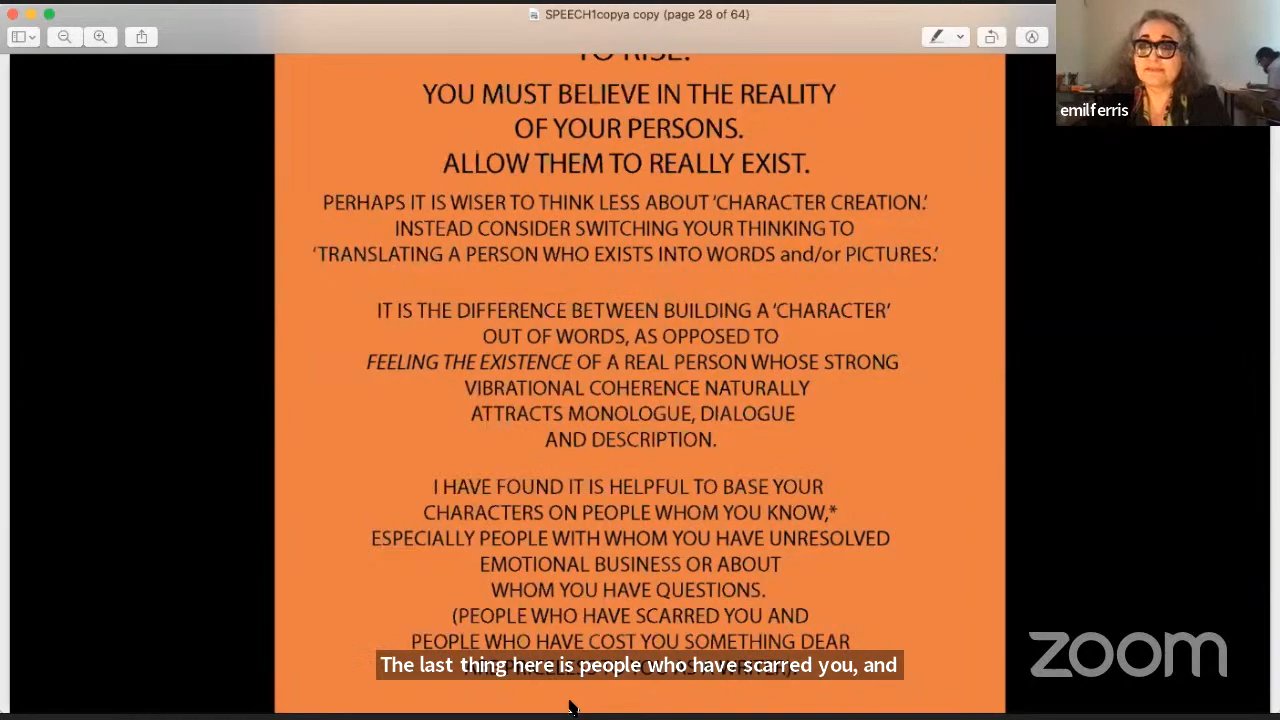 SPEECH1copya copy (page 28 of 64)
emilferris
TO RISE.
YOU MUST BELIEVE IN THE REALITY
OF YOUR PERSONS.
ALLOW THEM TO REALLY EXIST.
PERHAPS IT IS WISER TO THINK LESS ABOUT 'CHARACTER CREATION.'
INSTEAD CONSIDER SWITCHING YOUR THINKING TO
'TRANSLATING A PERSON WHO EXISTS INTO WORDS and/or PICTURES.'
IT IS THE DIFFERENCE BETWEEN BUILDING A 'CHARACTER'
OUT OF WORDS, AS OPPOSED TO
FEELING THE EXISTENCE OF A REAL PERSON WHOSE STRONG
VIBRATIONAL COHERENCE NATURALLY
ATTRACTS MONOLOGUE, DIALOGUE
AND DESCRIPTION.
I HAVE FOUND IT IS HELPFUL TO BASE YOUR
CHARACTERS ON PEOPLE WHOM YOU KNOW,*
ESPECIALLY PEOPLE WITH WHOM YOU HAVE UNRESOLVED
EMOTIONAL BUSINESS OR ABOUT
WHOM YOU HAVE QUESTIONS.
(PEOPLE WHO HAVE SCARRED YOU AND
PEOPLE WHO HAVE COST YOU SOMETHING DEAR
The last thing here is people who have scarred you, and
zoom